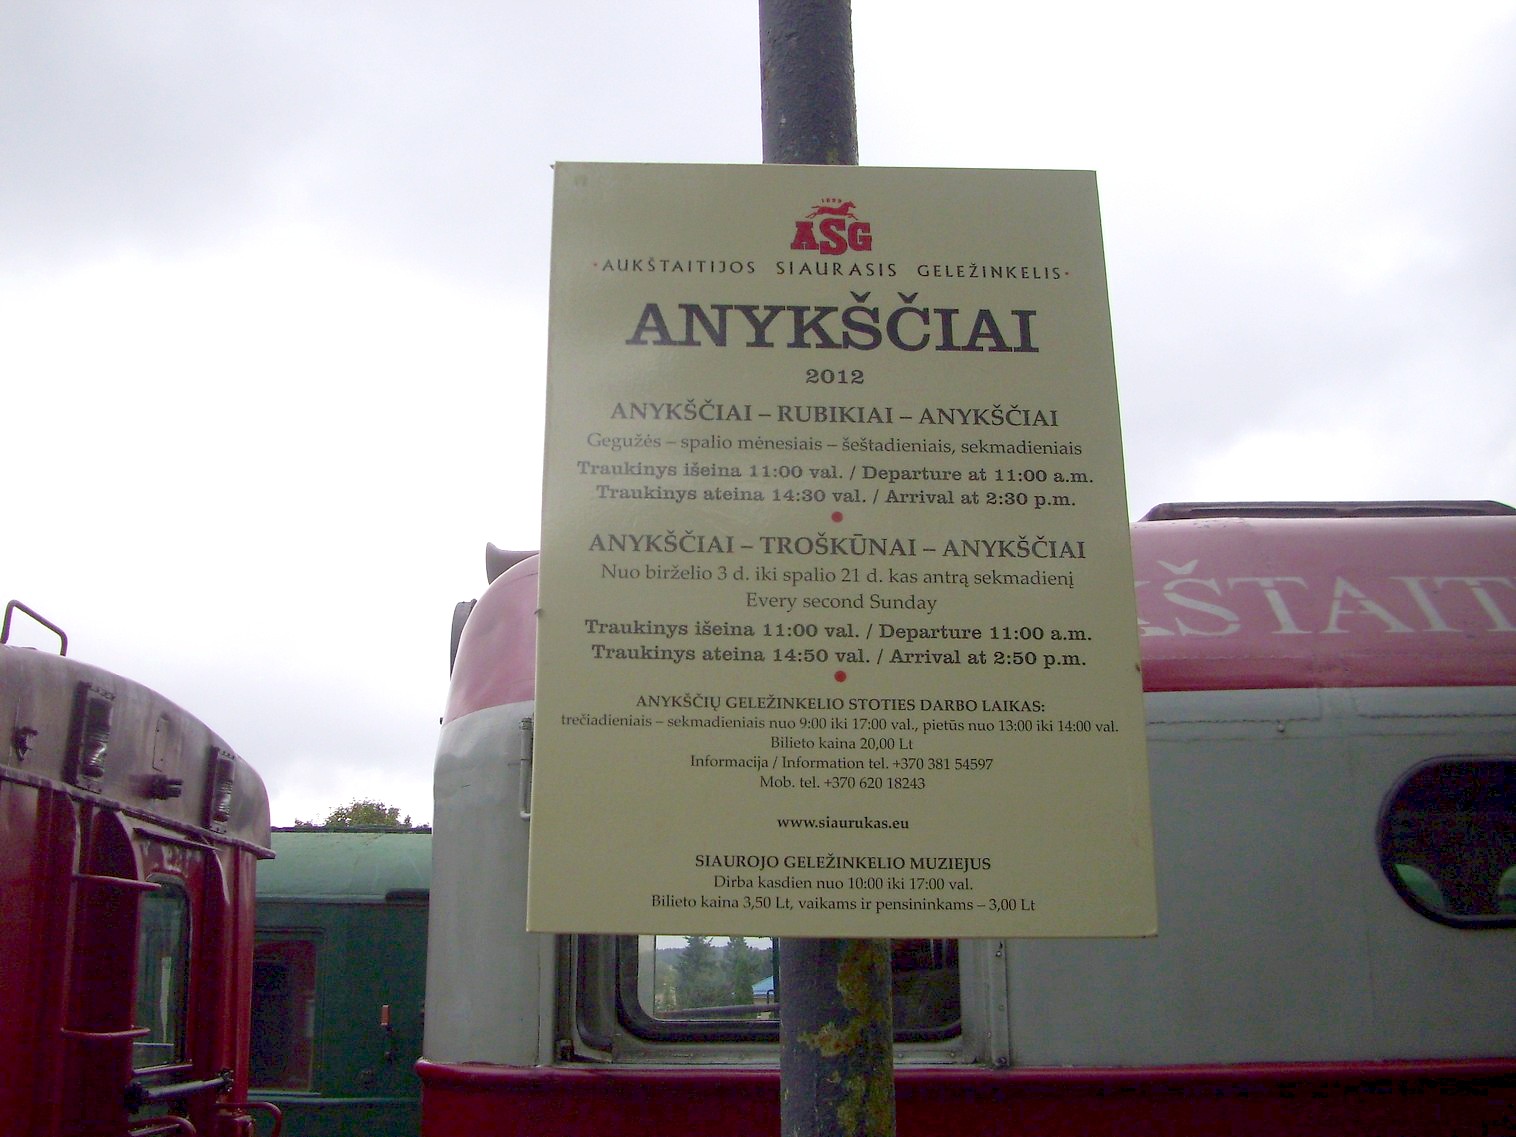 1899
ASG
·AUKŠTAITIJOS SIAURASIS GELEŽINKELIS·
ANYKŠČIAI
2012
ANYKŠČIAI – RUBIKIAI – ANYKŠČIAI
Gegužės – spalio mėnesiais – šeštadieniais, sekmadieniais
Traukinys išeina 11:00 val. / Departure at 11:00 a.m.
Traukinys ateina 14:30 val. / Arrival at 2:30 p.m.
ANYKŠČIAI – TROŠKŪNAI – ANYKŠČIAI
Nuo birželio 3 d. iki spalio 21 d. kas antrą sekmadienį
Every second Sunday
Traukinys išeina 11:00 val. / Departure 11:00 a.m.
Traukinys ateina 14:50 val. / Arrival at 2:50 p.m.
ANYKŠČIŲ GELEŽINKELIO STOTIES DARBO LAIKAS:
trečiadieniais – sekmadieniais nuo 9:00 iki 17:00 val., pietūs nuo 13:00 iki 14:00 val.
Bilieto kaina 20,00 Lt
Informacija / Information tel. +370 381 54597
Mob. tel. +370 620 18243
www.siaurukas.eu
SIAUROJO GELEŽINKELIO MUZIEJUS
Dirba kasdien nuo 10:00 iki 17:00 val.
Bilieto kaina 3,50 Lt, vaikams ir pensininkams – 3,00 Lt
KŠTAIT